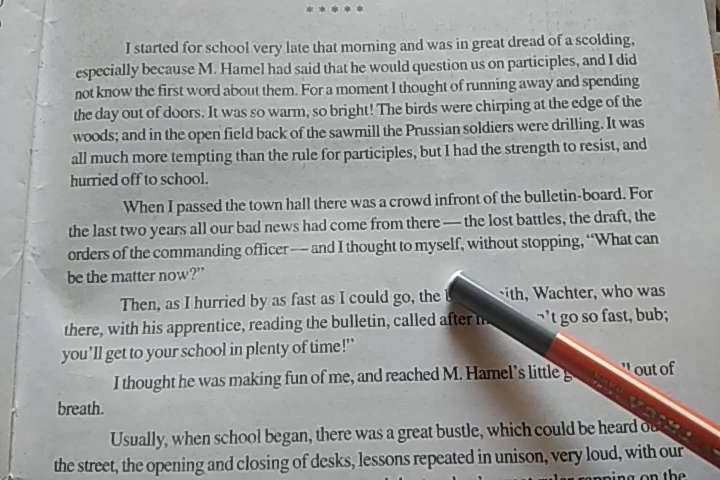 *****
I started for school very late that morning and was in great dread of a scolding,
especially because M. Hamel had said that he would question us on participles, and I did
not know the first word about them. For a moment I thought of running away and spending
the day out of doors. It was so warm, so bright! The birds were chirping at the edge of the
woods; and in the open field back of the sawmill the Prussian soldiers were drilling. It was
all much more tempting than the rule for participles, but I had the strength to resist, and
hurried off to school.
When I passed the town hall there was a crowd infront of the bulletin-board. For
the last two years all our bad news had come from there — the lost battles, the draft, the
orders of the commanding officer — and I thought to myself, without stopping, “What can
be the matter now?”
Then, as I hurried by as fast as I could go, the Wachter, who was
there, with his apprentice, reading the bulletin, called after go so fast, bub;
you’ll get to your school in plenty of time!”
I thought he was making fun of me, and reached M. Hamel’s little out of
breath.
Usually, when school began, there was a great bustle, which could be heard
the street, the opening and closing of desks, lessons repeated in unison, very loud, with our
rapping on the